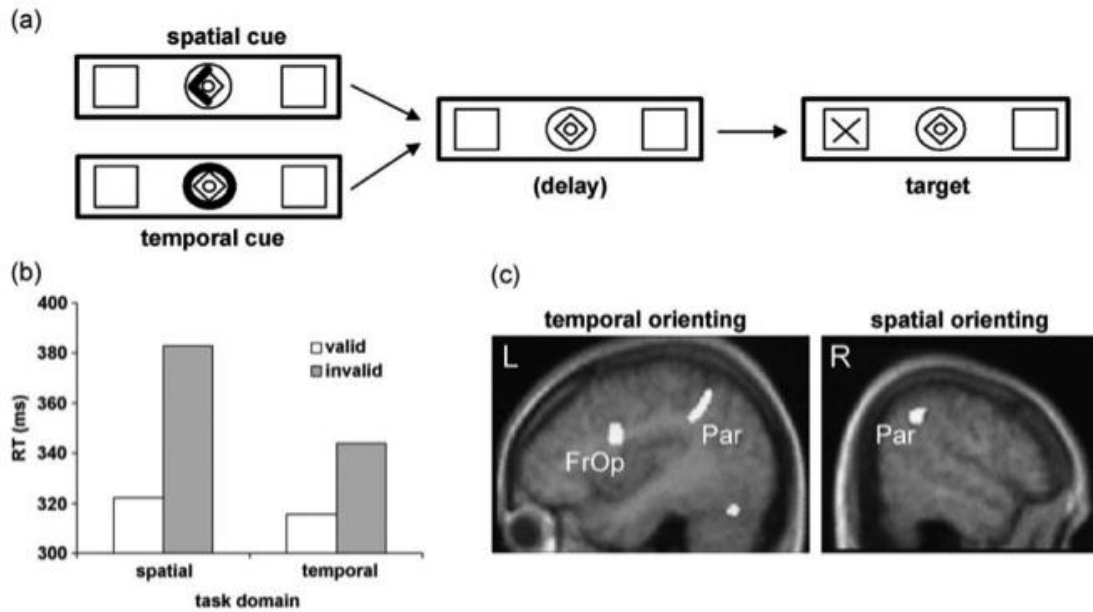 (a)
spatial cue
temporal cue
(delay)
target
(b)
400
380
360
340
320
300
RT (ms)
valid
invalid
spatial
temporal
task domain
(c)
temporal orienting
L
FrOp
Par
spatial orienting
R
Par